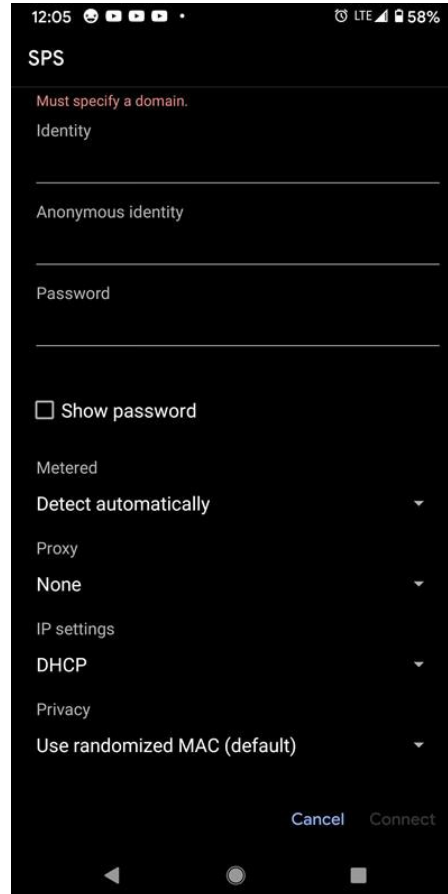 12:05 LTE 58%
SPS
Must specify a domain.
Identity
Anonymous identity
Password
Show password
Metered
Detect automatically
Proxy
None
IP settings
DHCP
Privacy
Use randomized MAC (default)
Cancel Connect